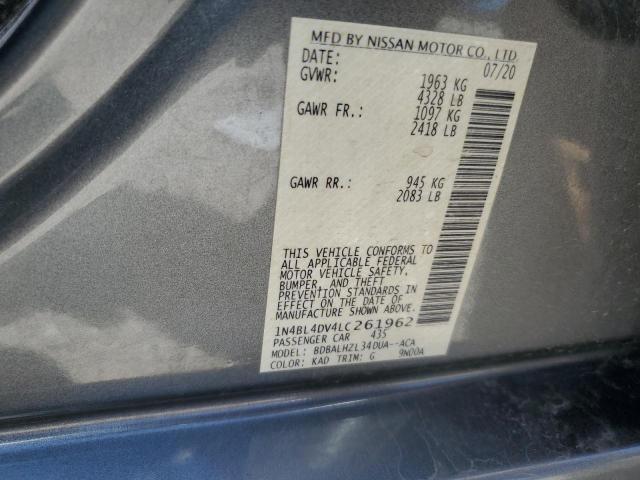 MFD BY NISSAN MOTOR CO., LTD
DATE: 07/20
GVWR: 1963 KG
4328 LB
GAWR FR.: 1097 KG
2418 LB
GAWR RR.: 945 KG
2083 LB
THIS VEHICLE CONFORMS TO
ALL APPLICABLE FEDERAL
MOTOR VEHICLE SAFETY,
BUMPER, AND THEFT
PREVENTION STANDARDS IN
EFFECT ON THE DATE OF
MANUFACTURE SHOWN ABOVE.
1N4BL4DV4LC261962
PASSENGER CAR 435
MODEL: BDBALHZL34DUA--ACA
COLOR: KAD TRIM: G 9N00A